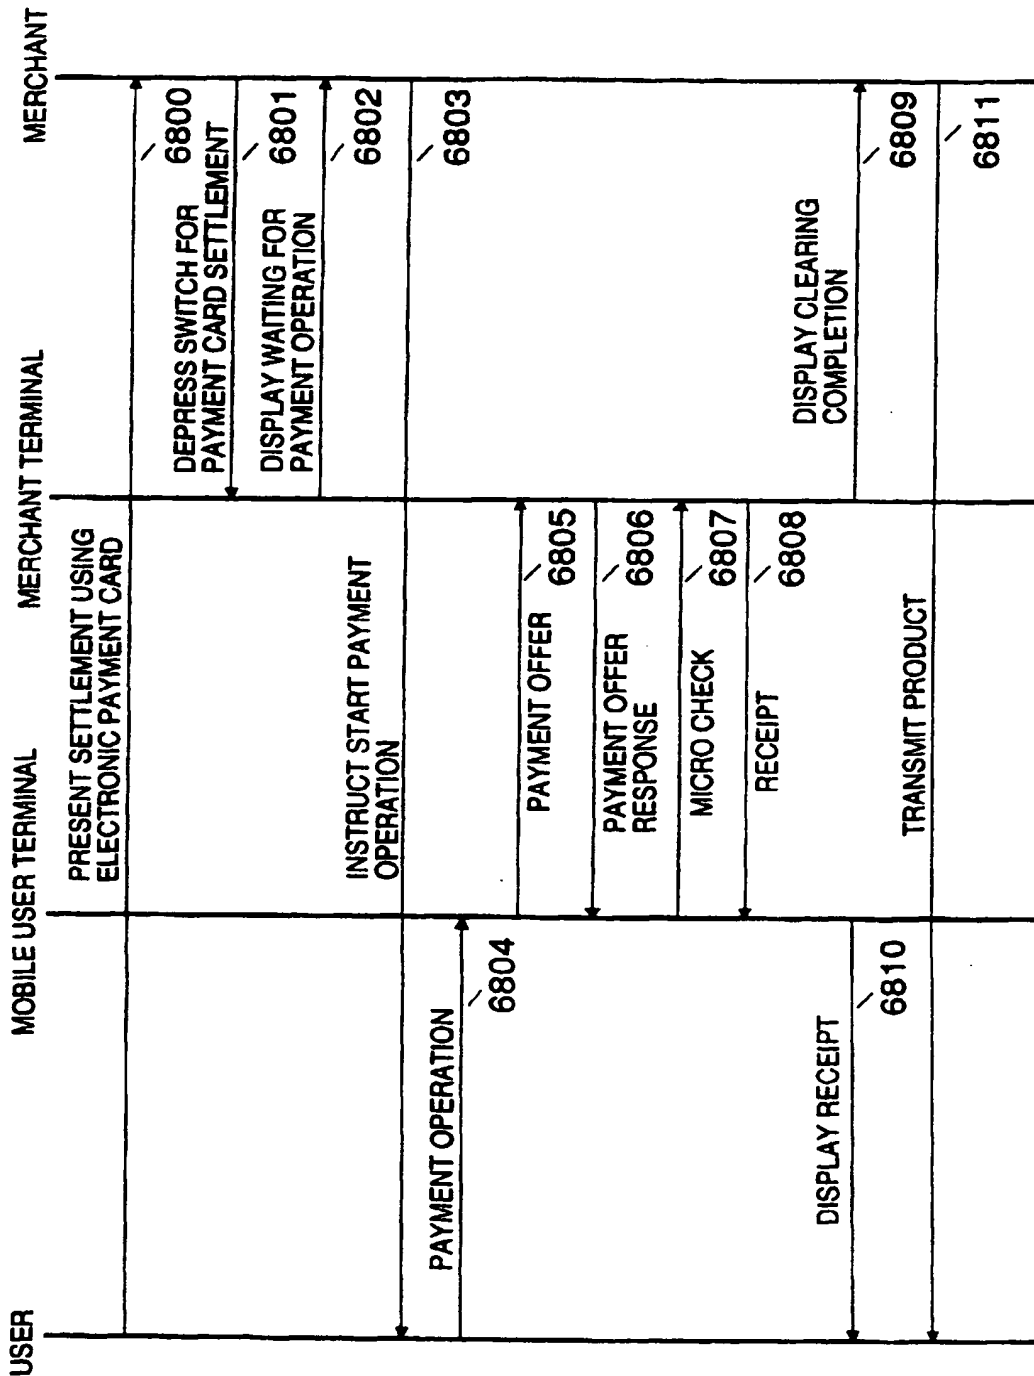 USER
MOBILE USER TERMINAL
MERCHANT TERMINAL
MERCHANT
PRESENT SETTLEMENT USING
ELECTRONIC PAYMENT CARD
6800
DEPRESS SWITCH FOR
PAYMENT CARD SETTLEMENT
6801
DISPLAY WAITING FOR
PAYMENT OPERATION
6802
INSTRUCT START PAYMENT
OPERATION
6803
PAYMENT OPERATION
6804
PAYMENT OFFER
6805
PAYMENT OFFER
RESPONSE
6806
MICRO CHECK
6807
RECEIPT
6808
DISPLAY CLEARING
COMPLETION
6809
DISPLAY RECEIPT
6810
TRANSMIT PRODUCT
6811